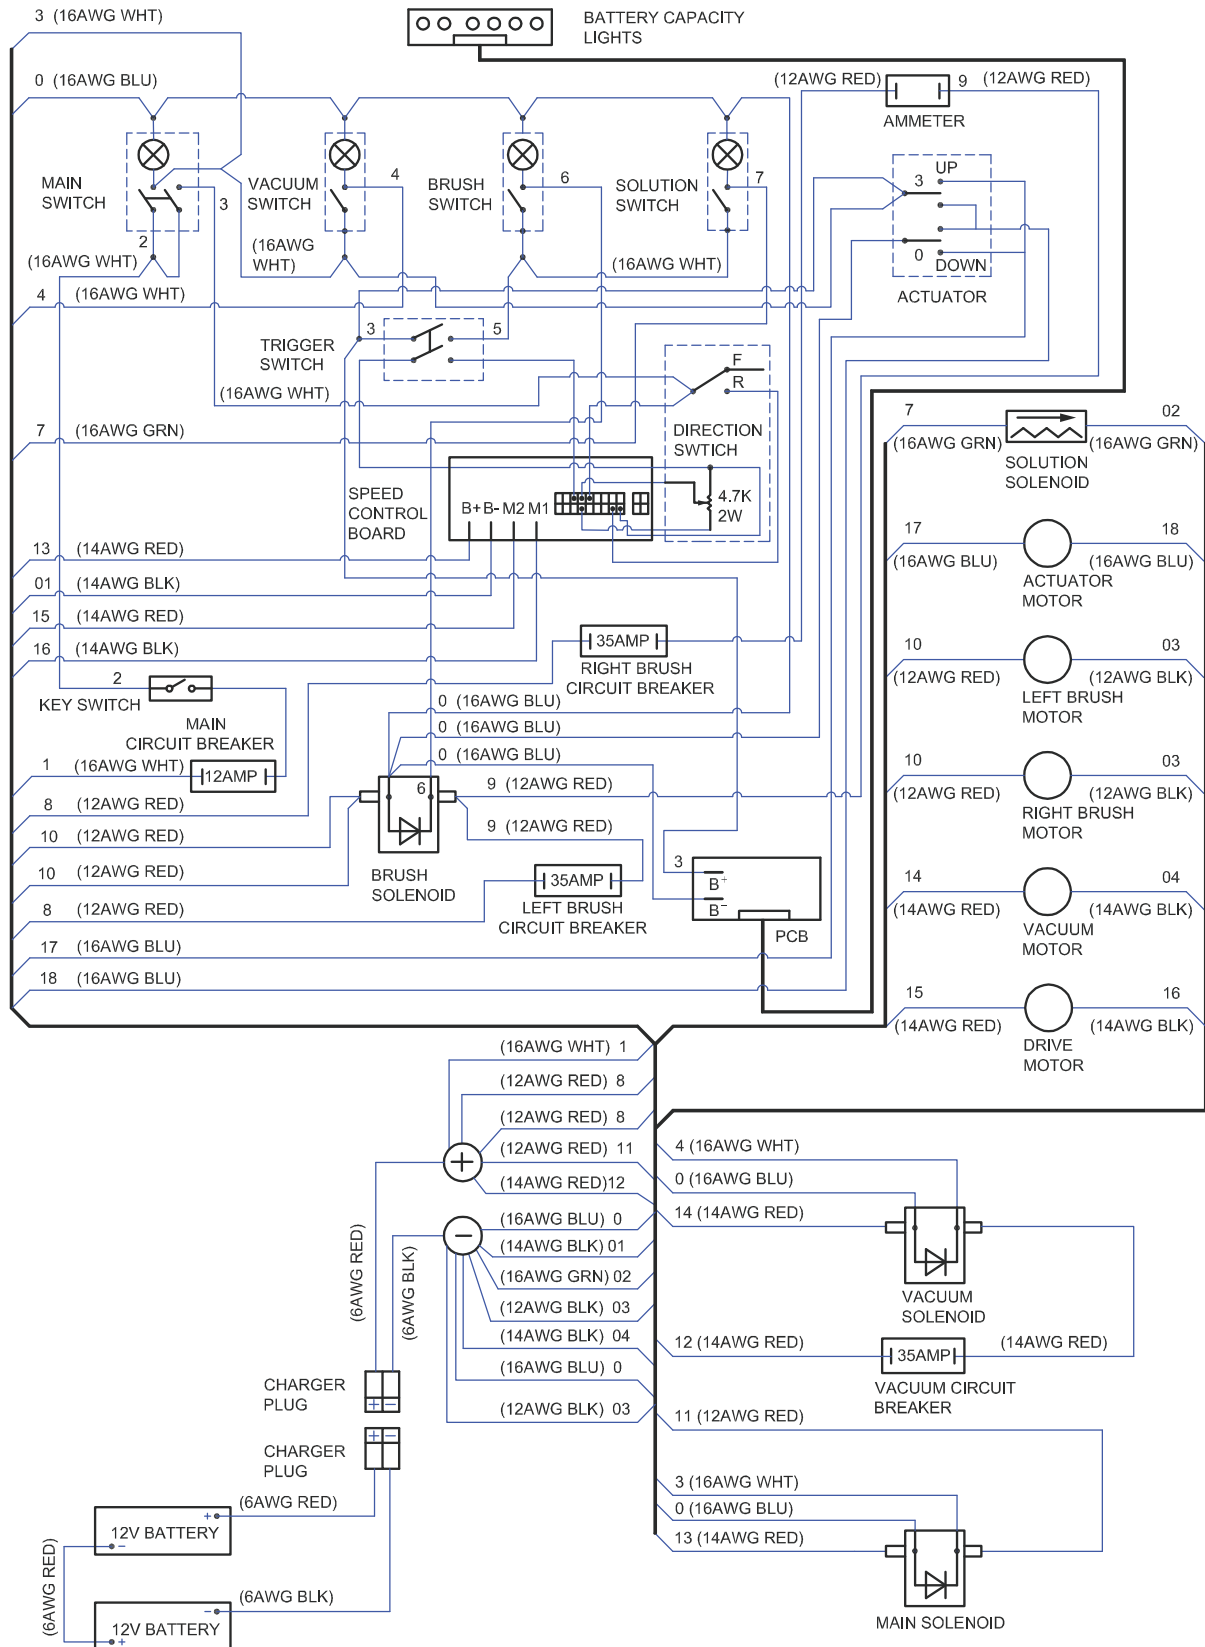 3 (16AWG WHT)
BATTERY CAPACITY
LIGHTS
0 (16AWG BLU)
(12AWG RED)
9 (12AWG RED)
AMMETER
MAIN
SWITCH
VACUUM
SWITCH
4
BRUSH
SWITCH
6
SOLUTION
SWITCH
7
UP
3
0
DOWN
ACTUATOR
3
2
(16AWG WHT)
(16AWG
WHT)
(16AWG WHT)
4 (16AWG WHT)
TRIGGER
SWITCH
3
5
(16AWG WHT)
F
R
DIRECTION
SWTICH
7 (16AWG GRN)
7
(16AWG GRN)
02
(16AWG GRN)
SOLUTION
SOLENOID
SPEED
CONTROL
BOARD
B+ B- M2 M1
4.7K
2W
13 (14AWG RED)
01 (14AWG BLK)
15 (14AWG RED)
16 (14AWG BLK)
17
(16AWG BLU)
18
(16AWG BLU)
ACTUATOR
MOTOR
35AMP
RIGHT BRUSH
CIRCUIT BREAKER
10
(12AWG RED)
03
(12AWG BLK)
LEFT BRUSH
MOTOR
2
KEY SWITCH
MAIN
CIRCUIT BREAKER
0 (16AWG BLU)
0 (16AWG BLU)
0 (16AWG BLU)
1 (16AWG WHT)
12AMP
10
(12AWG RED)
03
(12AWG BLK)
RIGHT BRUSH
MOTOR
8 (12AWG RED)
10 (12AWG RED)
10 (12AWG RED)
8 (12AWG RED)
6
9 (12AWG RED)
9 (12AWG RED)
BRUSH
SOLENOID
35AMP
LEFT BRUSH
CIRCUIT BREAKER
3
B+
B-
PCB
14
(14AWG RED)
04
(14AWG BLK)
VACUUM
MOTOR
17 (16AWG BLU)
18 (16AWG BLU)
15
(14AWG RED)
16
(14AWG BLK)
DRIVE
MOTOR
(16AWG WHT) 1
(12AWG RED) 8
(12AWG RED) 8
(12AWG RED) 11
(14AWG RED)12
+
(16AWG BLU) 0
(14AWG BLK) 01
(16AWG GRN) 02
(12AWG BLK) 03
(14AWG BLK) 04
(16AWG BLU) 0
(12AWG BLK) 03
−
(6AWG RED)
(6AWG BLK)
4 (16AWG WHT)
0 (16AWG BLU)
14 (14AWG RED)
VACUUM
SOLENOID
12 (14AWG RED)
35AMP
(14AWG RED)
VACUUM CIRCUIT
BREAKER
11 (12AWG RED)
3 (16AWG WHT)
0 (16AWG BLU)
13 (14AWG RED)
MAIN SOLENOID
CHARGER
PLUG
+ −
CHARGER
PLUG
+ −
(6AWG RED)
+
12V BATTERY
−
(6AWG RED)
(6AWG BLK)
−
12V BATTERY
+